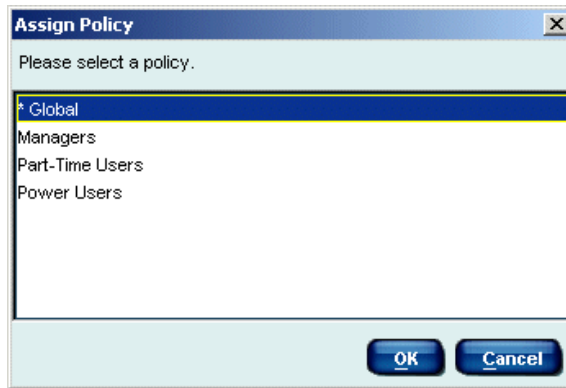 Assign Policy
Please select a policy.
* Global
Managers
Part-Time Users
Power Users
OK
Cancel